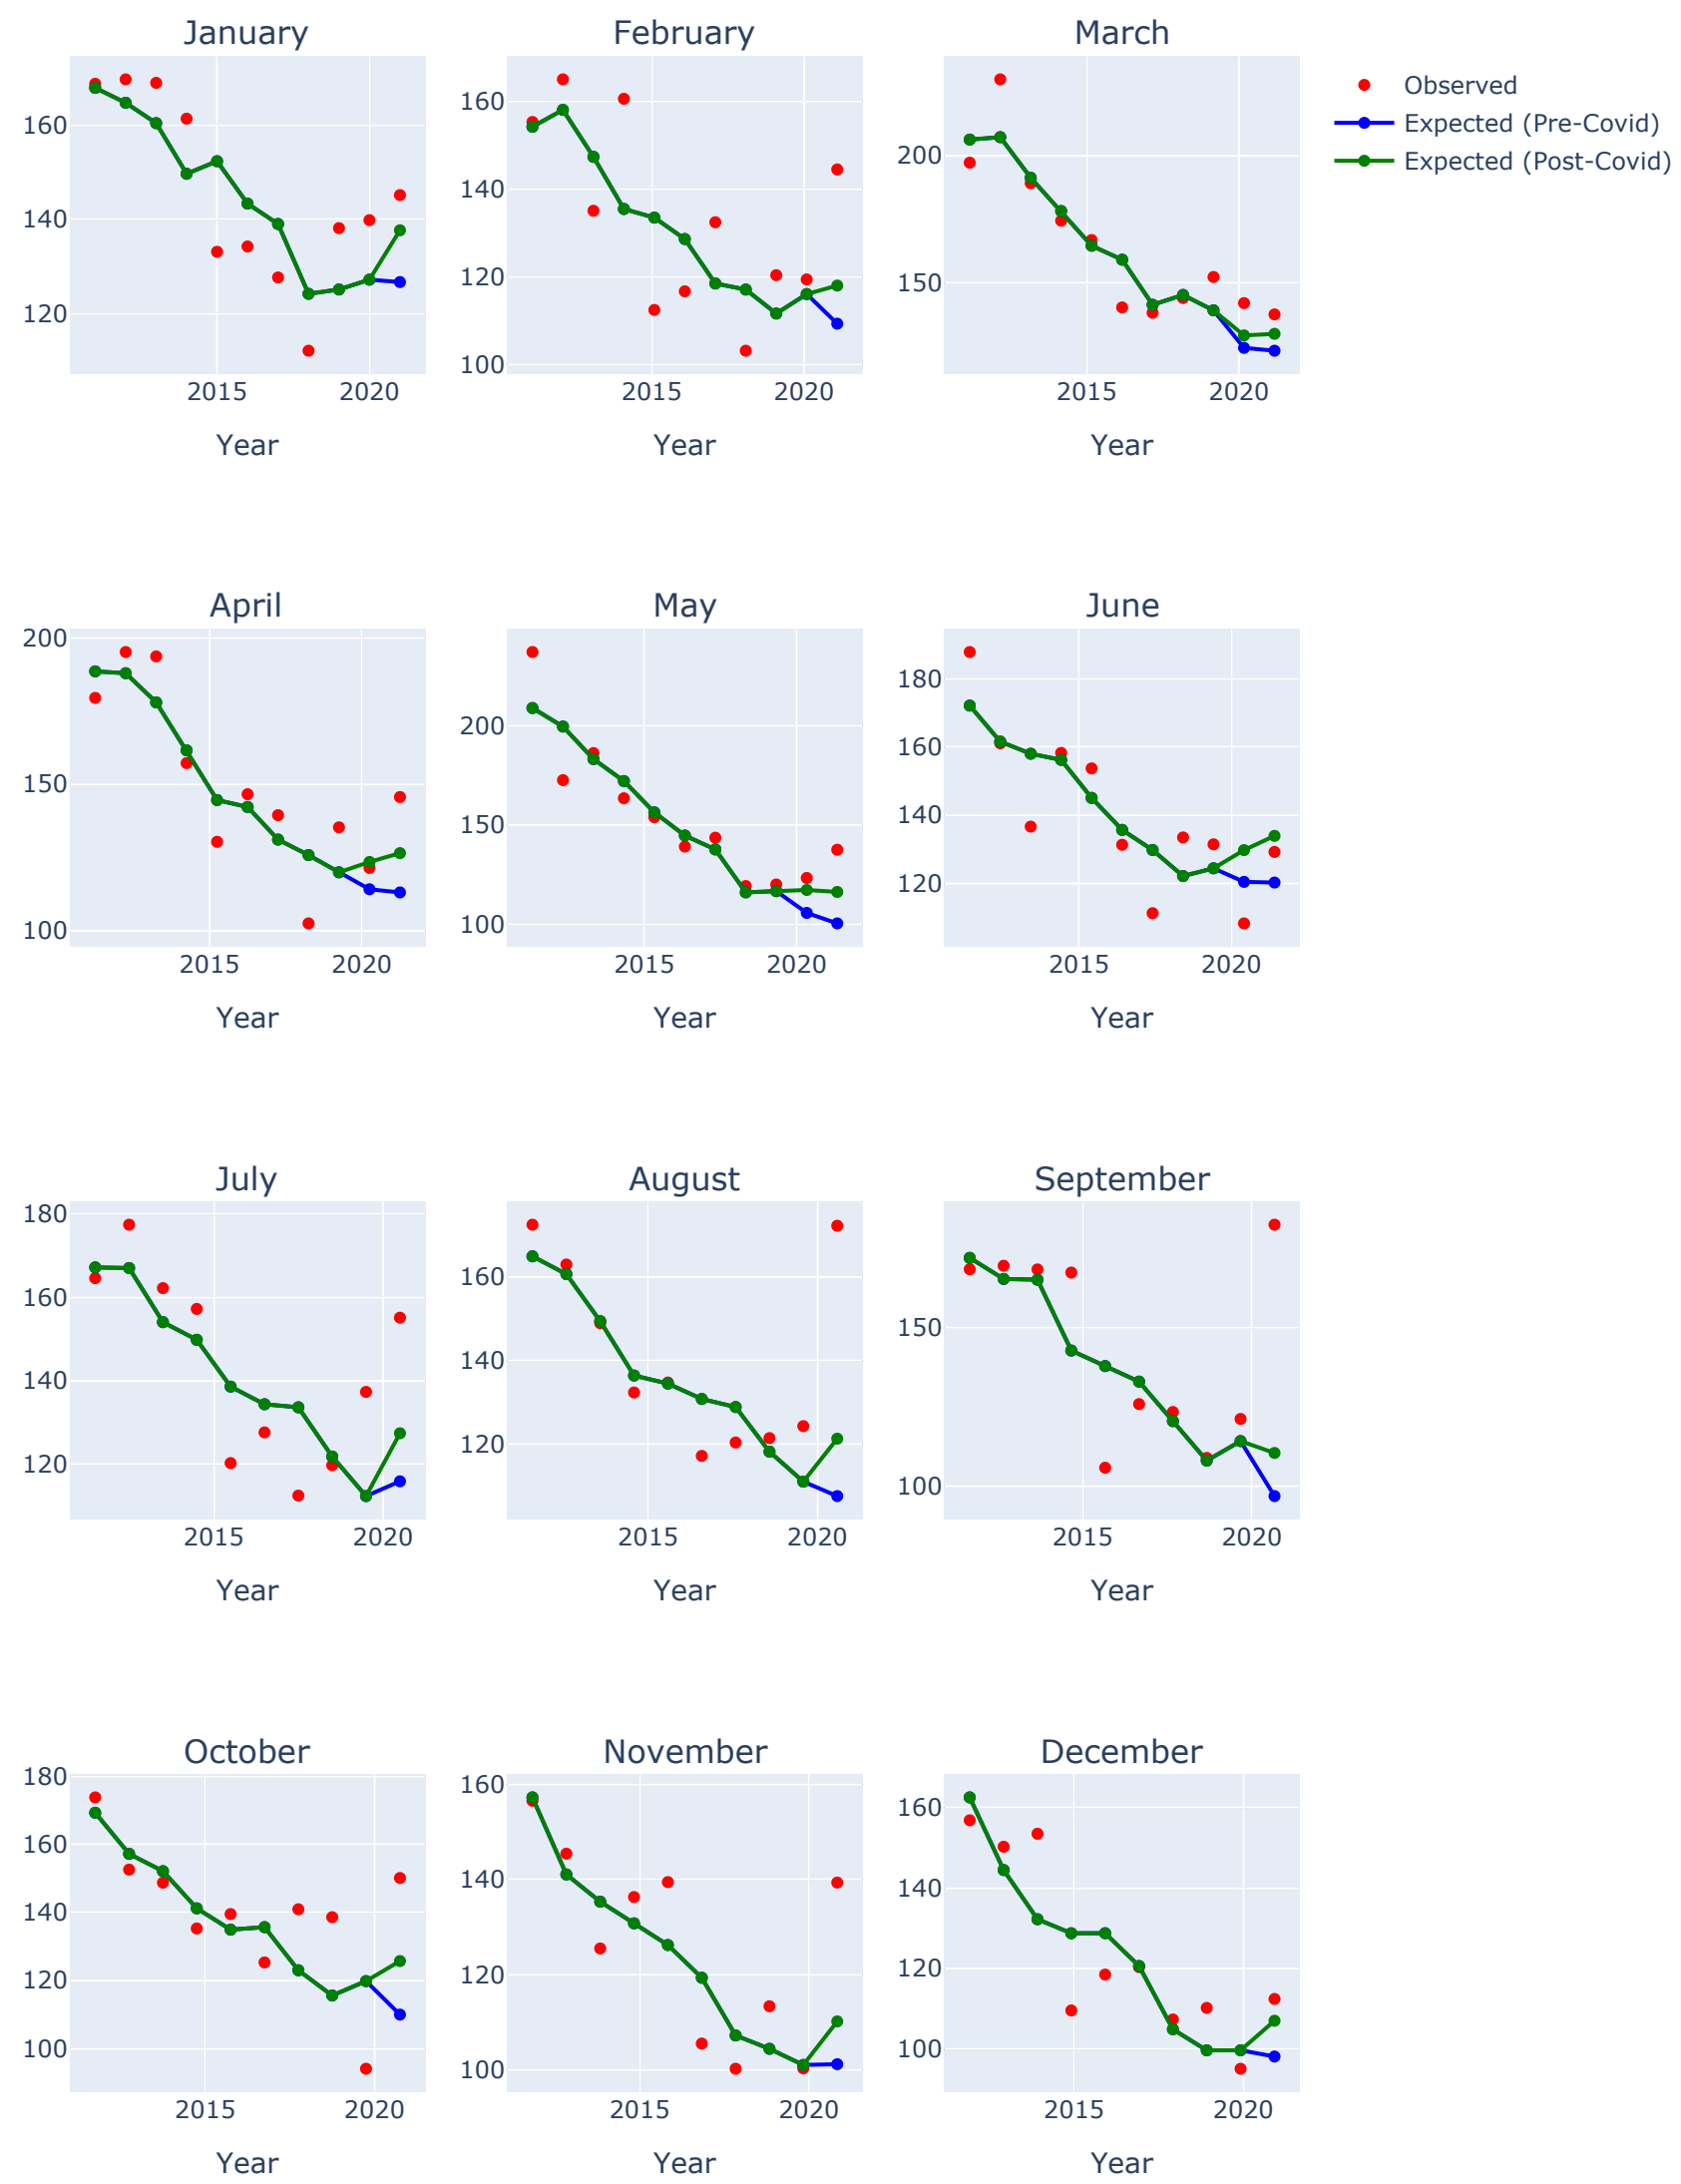 January
February
March
Observed
Expected (Pre-Covid)
Expected (Post-Covid)
160
140
120
160
140
120
100
200
150
2015
2020
2015
2020
2015
2020
Year
Year
Year
April
May
June
200
150
100
200
150
100
180
160
140
120
2015
2020
2015
2020
2015
2020
Year
Year
Year
July
August
September
180
160
140
120
160
140
120
150
100
2015
2020
2015
2020
2015
2020
Year
Year
Year
October
November
December
180
160
140
120
100
160
140
120
100
160
140
120
100
2015
2020
2015
2020
2015
2020
Year
Year
Year